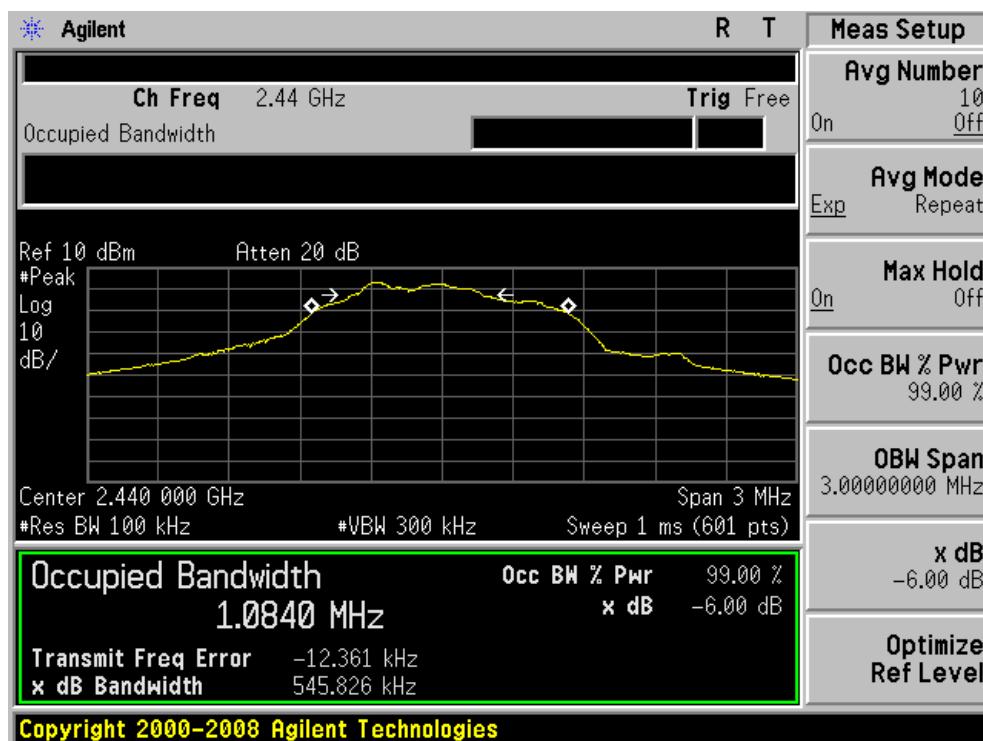 Agilent R T
Ch Freq 2.44 GHz Trig Free
Occupied Bandwidth
Ref 10 dBm Atten 20 dB
#Peak
Log
10
dB/
Center 2.440 000 GHz Span 3 MHz
#Res BW 100 kHz #VBW 300 kHz Sweep 1 ms (601 pts)
Occupied Bandwidth Occ BW % Pwr 99.00 %
1.0840 MHz x dB -6.00 dB
Transmit Freq Error -12.361 kHz
x dB Bandwidth 545.826 kHz
Copyright 2000-2008 Agilent Technologies
Meas Setup
Avg Number
10
On Off
Avg Mode
Exp Repeat
Max Hold
On Off
Occ BW % Pwr
99.00 %
OBW Span
3.00000000 MHz
x dB
-6.00 dB
Optimize
Ref Level